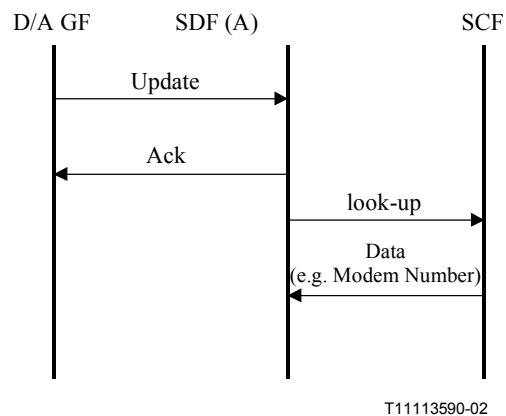 D/A GF SDF (A) SCF
Update
Ack
look-up
Data
(e.g. Modem Number)
T11113590-02